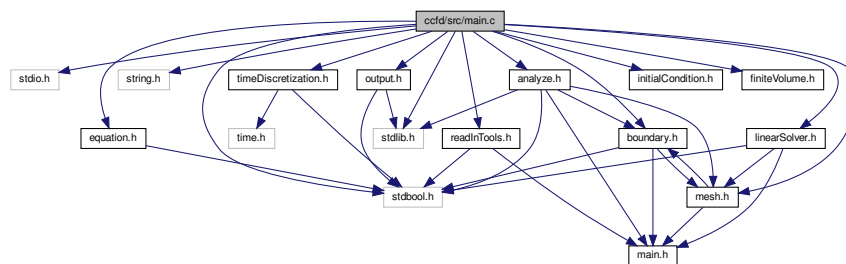 ccfd/src/main.c
stdio.h
string.h
timeDiscretization.h
output.h
analyze.h
initialCondition.h
finiteVolume.h
equation.h
time.h
stdlib.h
readInTools.h
boundary.h
linearSolver.h
stdbool.h
mesh.h
main.h